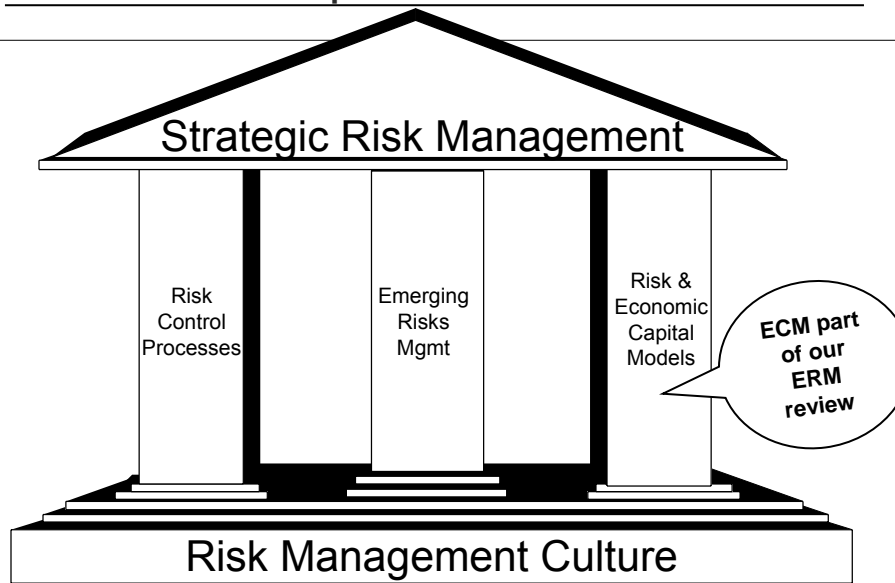 Strategic Risk Management
Risk
Control
Processes
Emerging
Risks
Mgmt
Risk &
Economic
Capital
Models
ECM part
of our
ERM
review
Risk Management Culture